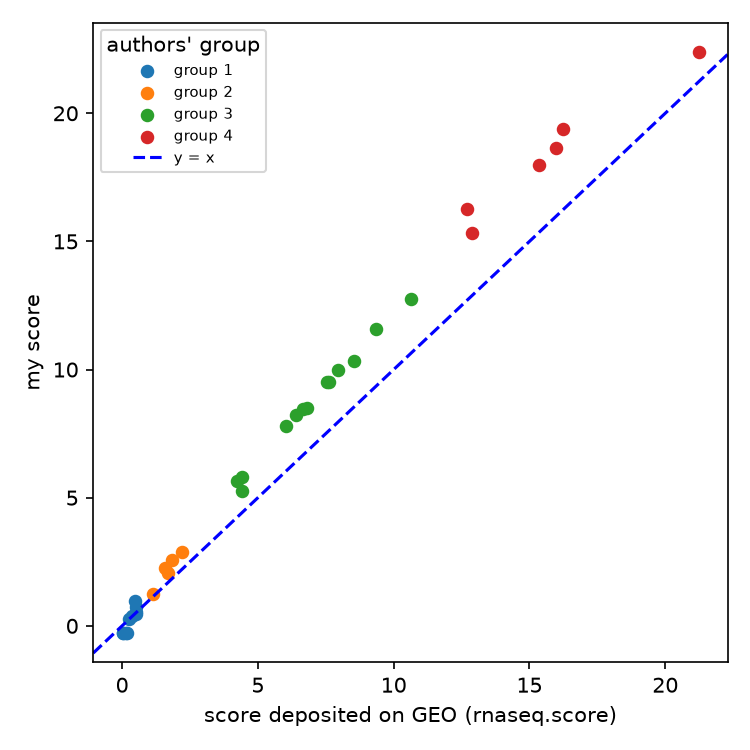 authors' group
group 1
group 2
group 3
group 4
y = x
20
15
10
5
0
my score
0 5 10 15 20
score deposited on GEO (rnaseq.score)